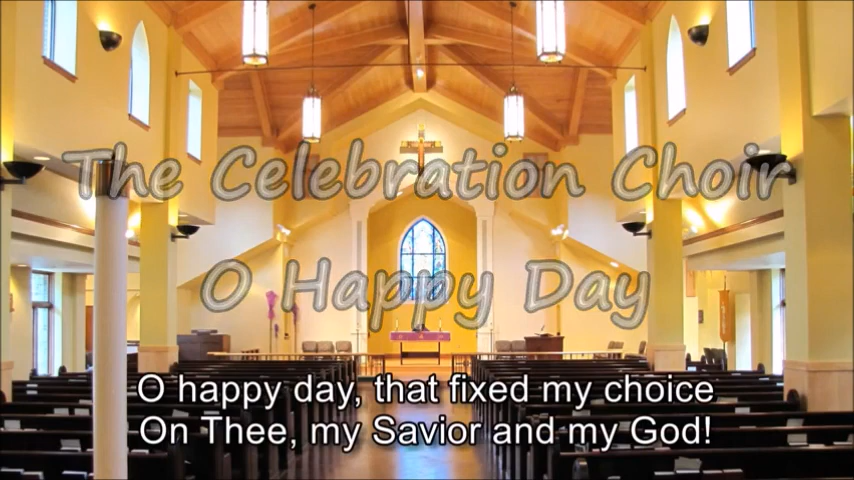 The Celebration Choir
O Happy Day
O happy day, that fixed my choice
On Thee, my Savior and my God!